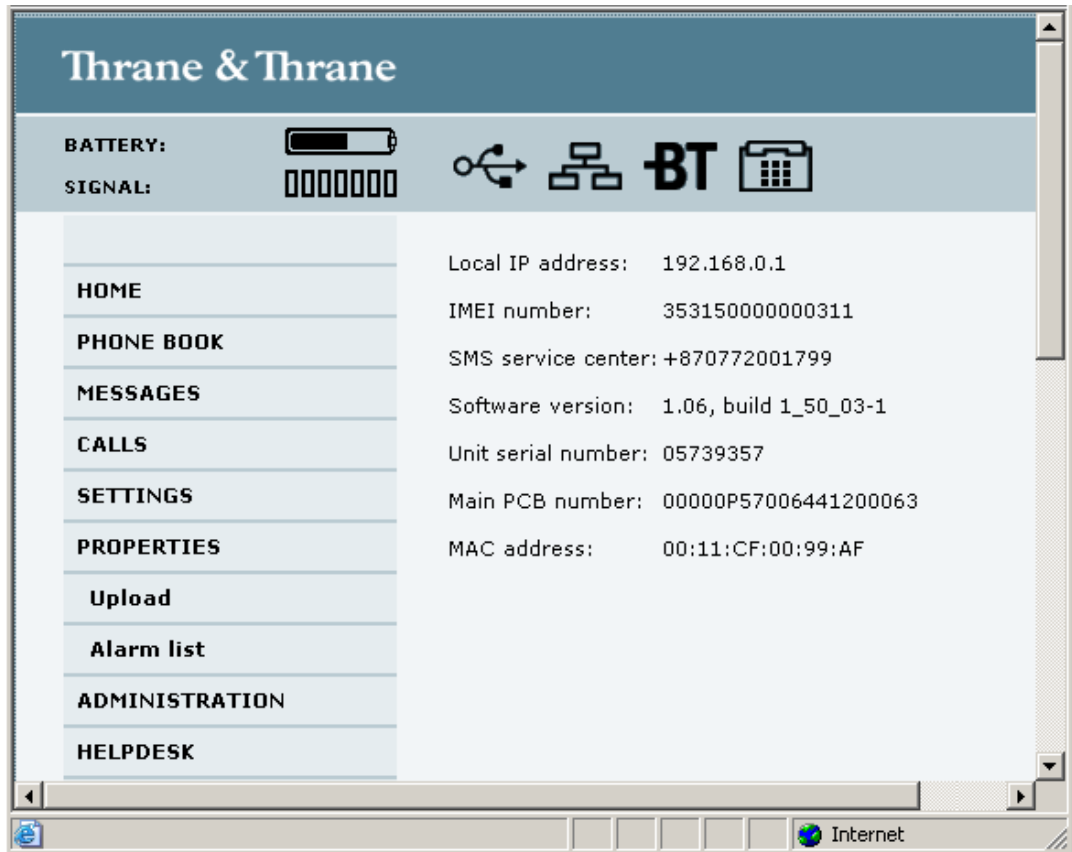 Thrane & Thrane
BATTERY:
SIGNAL:
BT
HOME
PHONE BOOK
MESSAGES
CALLS
SETTINGS
PROPERTIES
Upload
Alarm list
ADMINISTRATION
HELPDESK
Local IP address: 192.168.0.1
IMEI number: 353150000000311
SMS service center: +870772001799
Software version: 1.06, build 1_50_03-1
Unit serial number: 05739357
Main PCB number: 00000P57006441200063
MAC address: 00:11:CF:00:99:AF
Internet